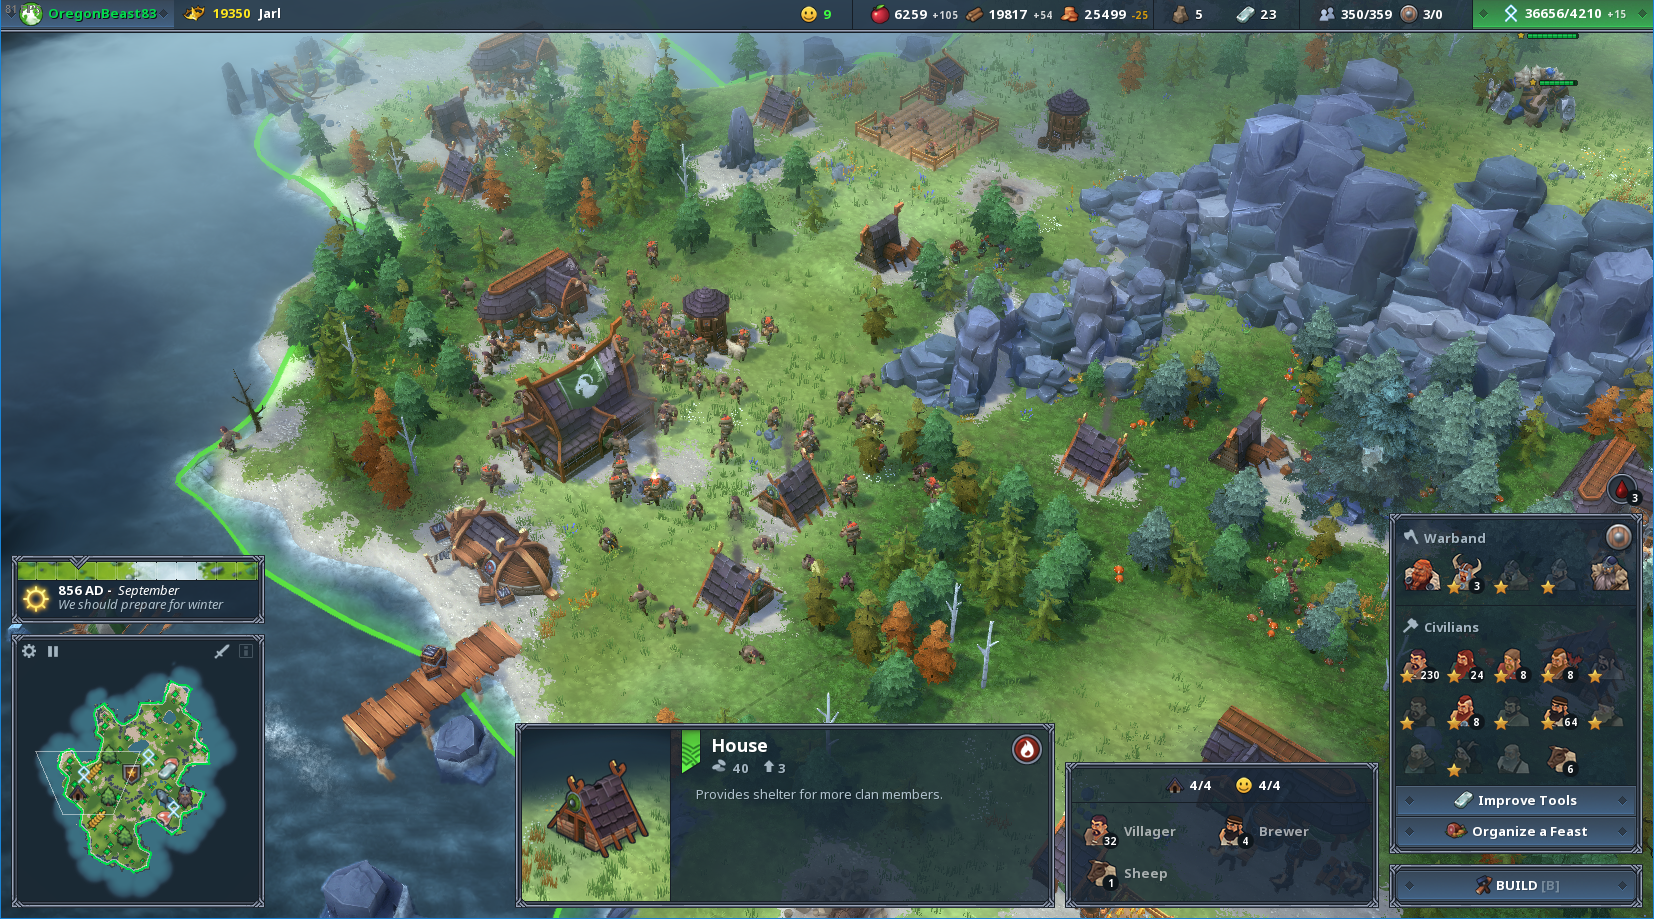 81 FPS OregonBeast83
19350 Jarl
9
6259 +105 19817 +54 25499 -25
5 23
350/359 3/0
36656/4210 +15
3
856 AD - September
We should prepare for winter
House
40 3
Provides shelter for more clan members.
4/4 4/4
32 Villager 4 Brewer
1 Sheep
Warband
3
Civilians
230 24 8 8
8 64
6
Improve Tools
Organize a Feast
BUILD [B]